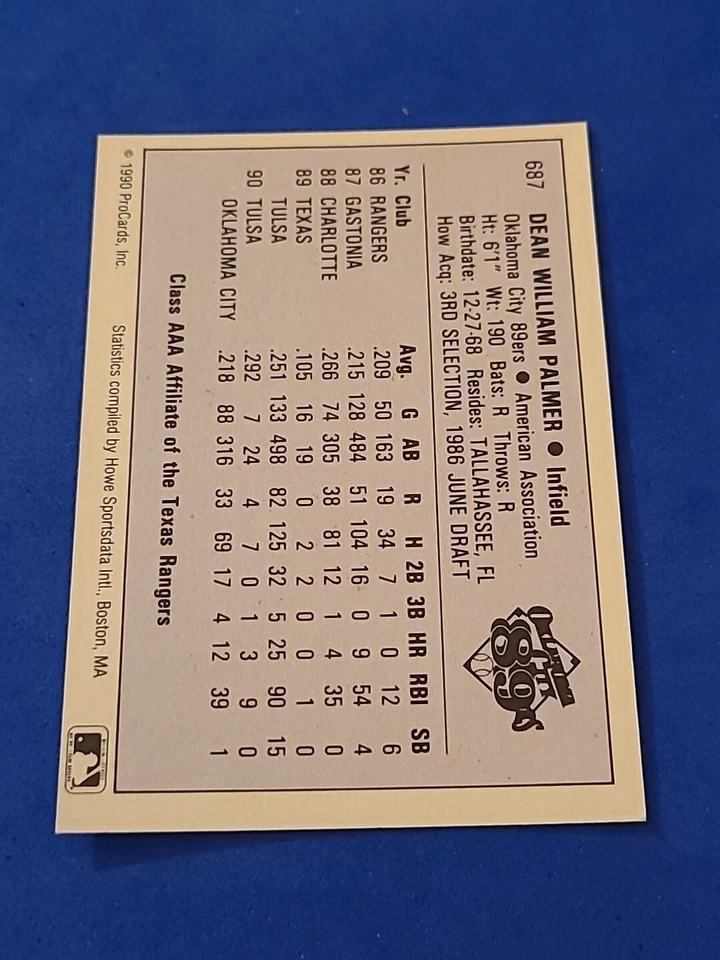 687 DEAN WILLIAM PALMER ● Infield
Oklahoma City 89ers ● American Association
Ht: 6'1" Wt: 190 Bats: R Throws: R
Birthdate: 12-27-68 Resides: TALLAHASSEE, FL
How Acq: 3RD SELECTION, 1986 JUNE DRAFT
OKLAHOMA CITY
89ers
Yr. Club Avg. G AB R H 2B 3B HR RBI SB
86 RANGERS .209 50 163 19 34 7 1 0 12 6
87 GASTONIA .215 128 484 51 104 16 0 9 54 4
88 CHARLOTTE .266 74 305 38 81 12 1 4 35 0
89 TEXAS .105 16 19 0 2 2 0 0 1 0
TULSA .251 133 498 82 125 32 5 25 90 15
90 TULSA .292 7 24 4 7 0 1 3 9 0
OKLAHOMA CITY .218 88 316 33 69 17 4 12 39 1
Class AAA Affiliate of the Texas Rangers
© 1990 ProCards, Inc. Statistics compiled by Howe Sportsdata Intl., Boston, MA